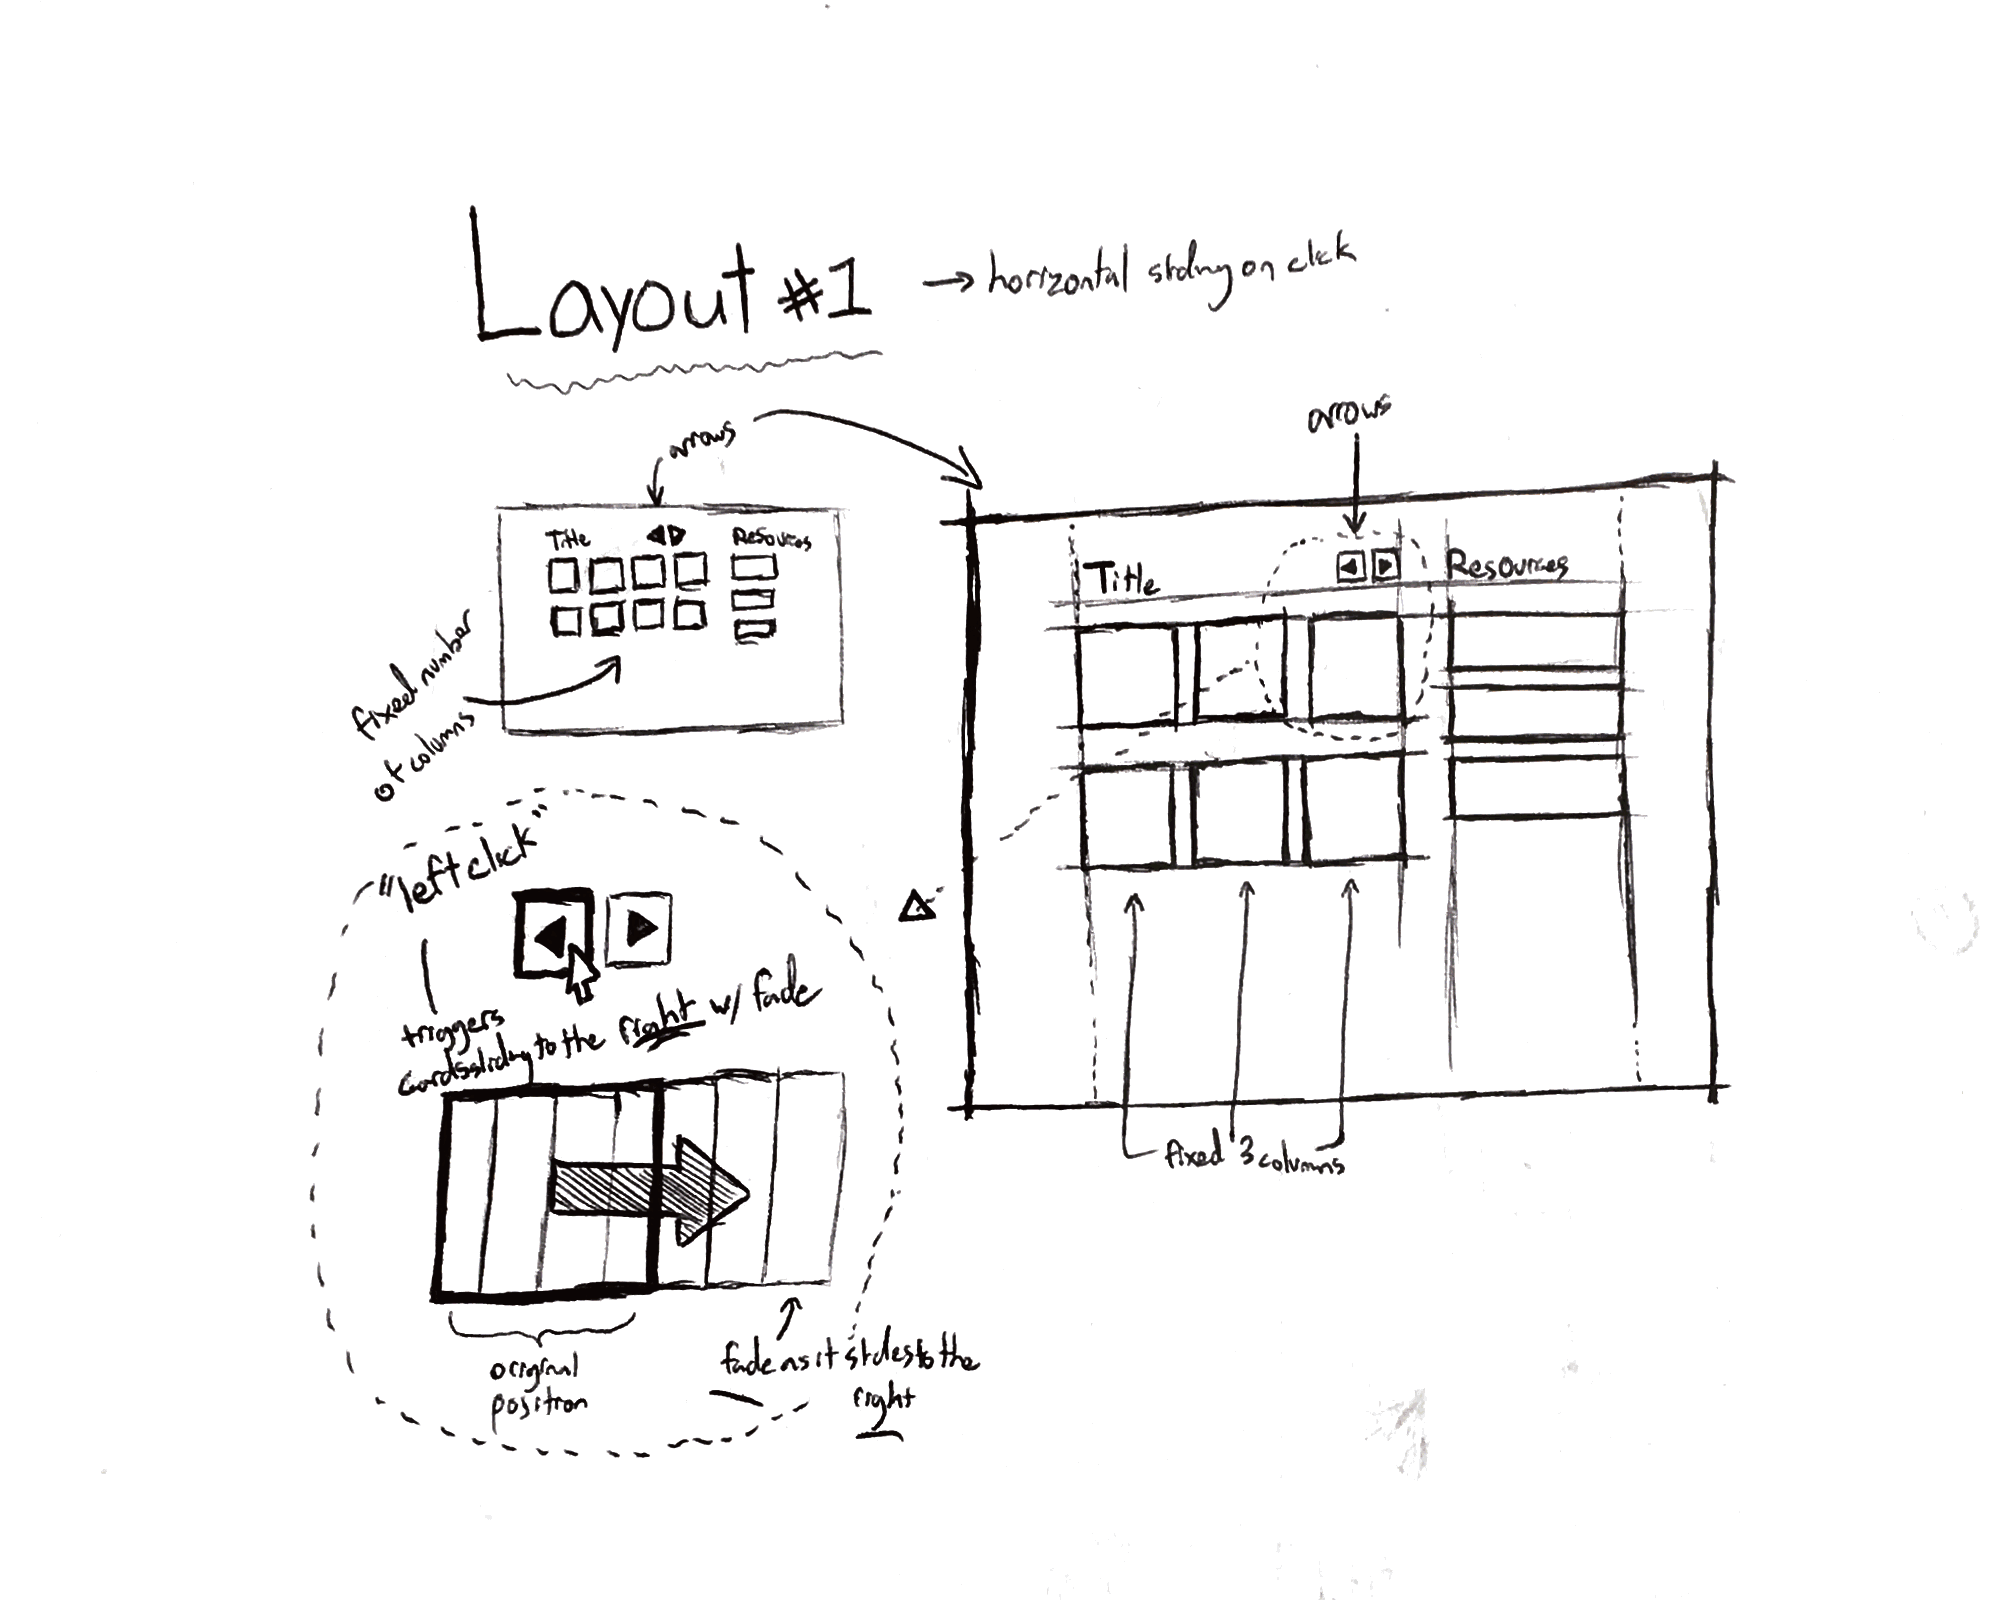 Layout #1
→ horizontal sliding on click
arrows
Title
Resources
fixed number
of columns
arrows
Title
Resources
fixed 3 columns
"left click"
triggers
cards sliding to the right w/ fade
original
position
fade as it slides to the
right